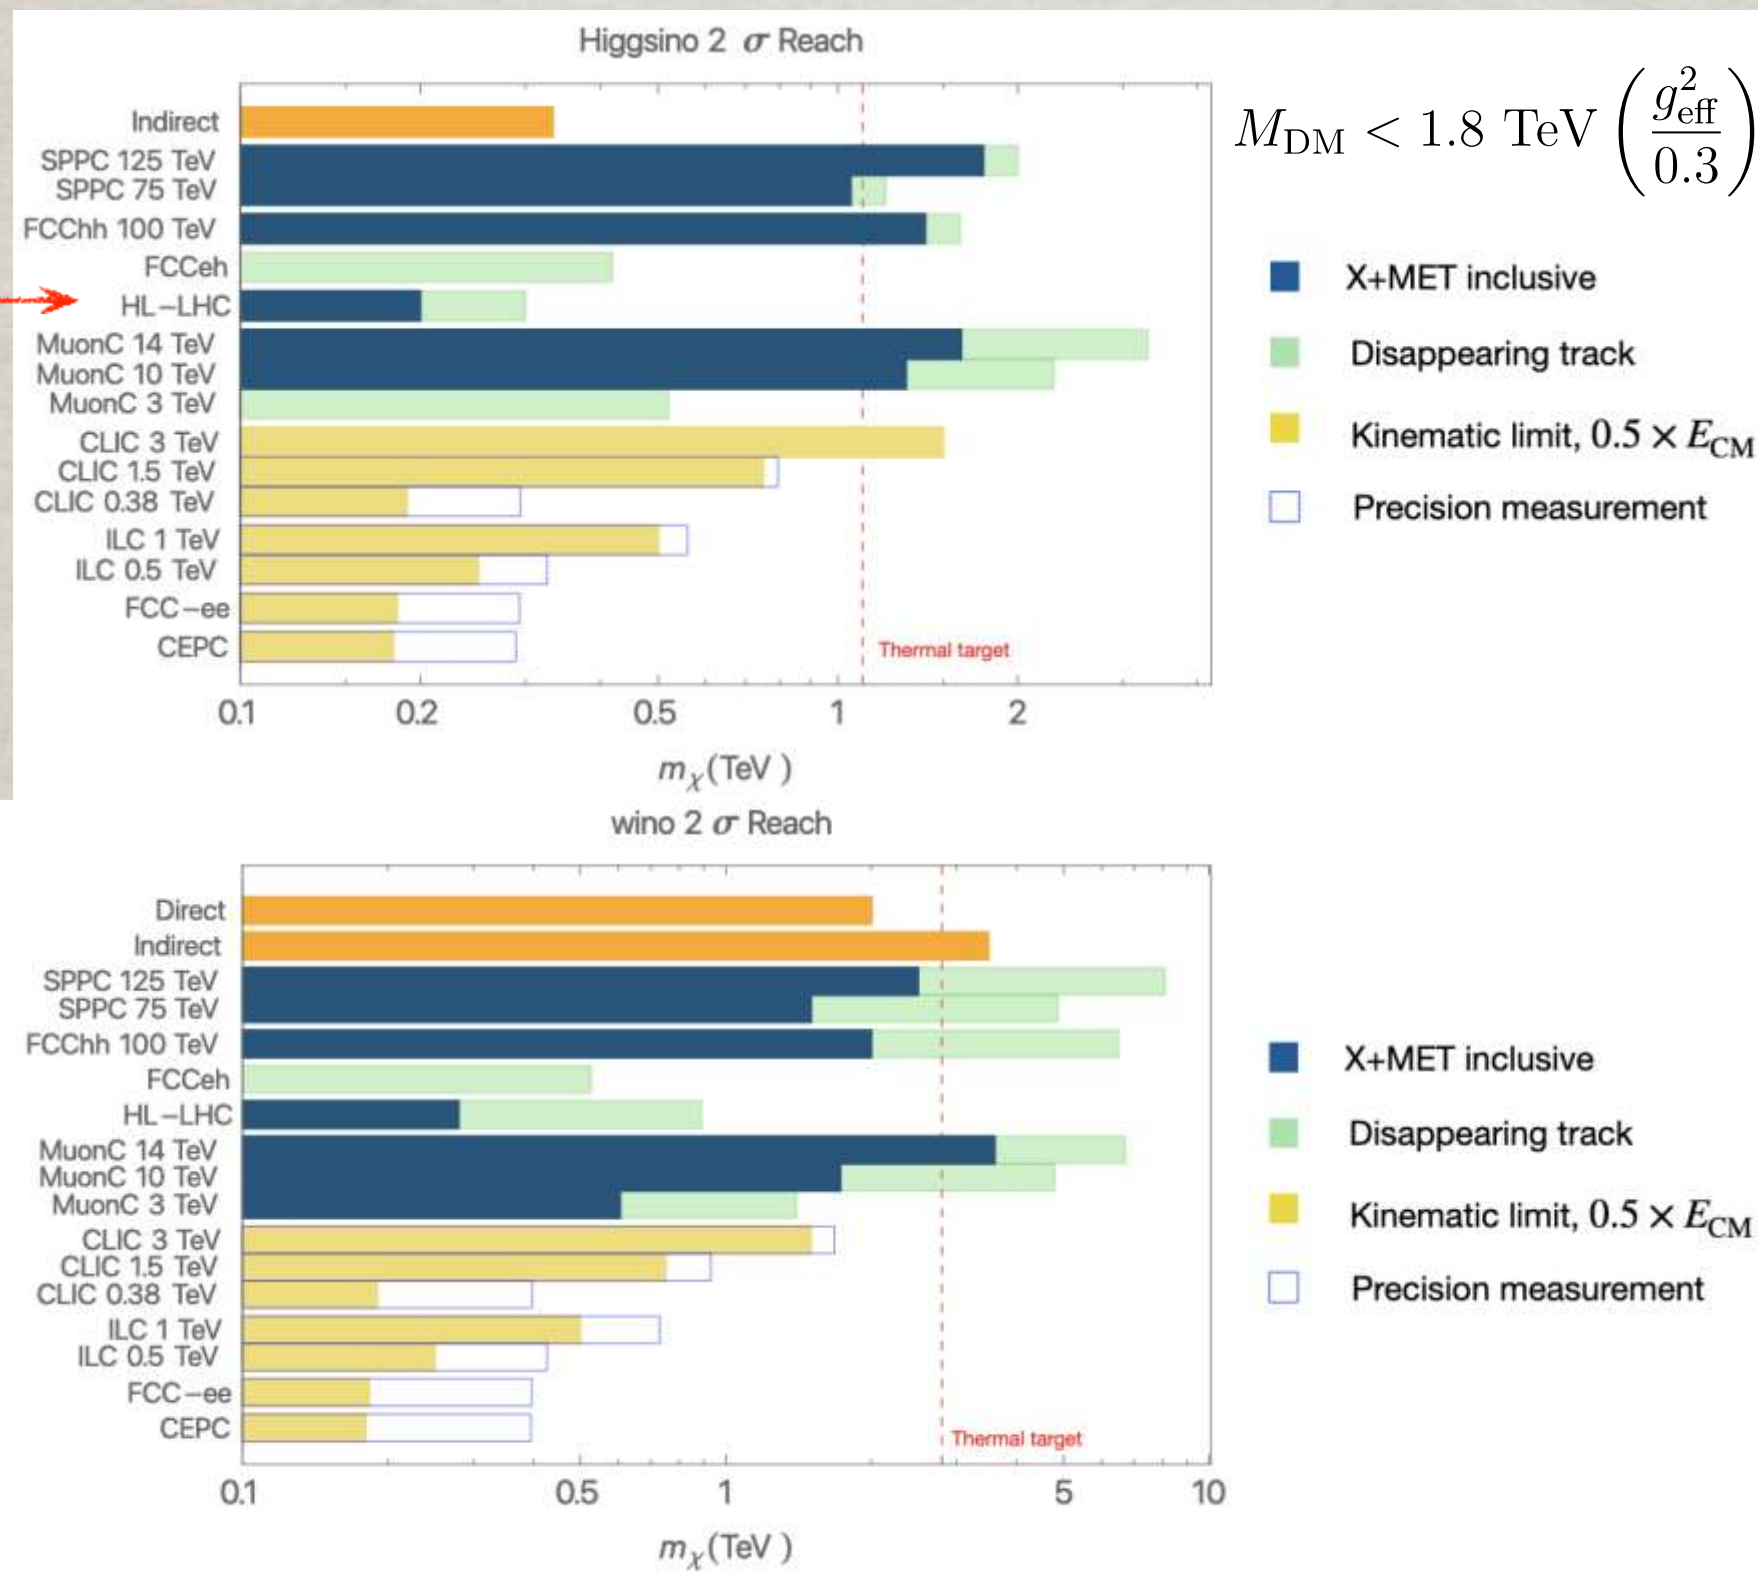 Higgsino 2 σ Reach
Indirect
SPPC 125 TeV
SPPC 75 TeV
FCChh 100 TeV
FCCeh
HL-LHC
MuonC 14 TeV
MuonC 10 TeV
MuonC 3 TeV
CLIC 3 TeV
CLIC 1.5 TeV
CLIC 0.38 TeV
ILC 1 TeV
ILC 0.5 TeV
FCC-ee
CEPC
Thermal target
0.1 0.2 0.5 1 2
mχ(TeV )
M_DM < 1.8 TeV (g²_eff / 0.3)
X+MET inclusive
Disappearing track
Kinematic limit, 0.5 × E_CM
Precision measurement
wino 2 σ Reach
Direct
Indirect
SPPC 125 TeV
SPPC 75 TeV
FCChh 100 TeV
FCCeh
HL-LHC
MuonC 14 TeV
MuonC 10 TeV
MuonC 3 TeV
CLIC 3 TeV
CLIC 1.5 TeV
CLIC 0.38 TeV
ILC 1 TeV
ILC 0.5 TeV
FCC-ee
CEPC
Thermal target
0.1 0.5 1 5 10
mχ(TeV )
X+MET inclusive
Disappearing track
Kinematic limit, 0.5 × E_CM
Precision measurement